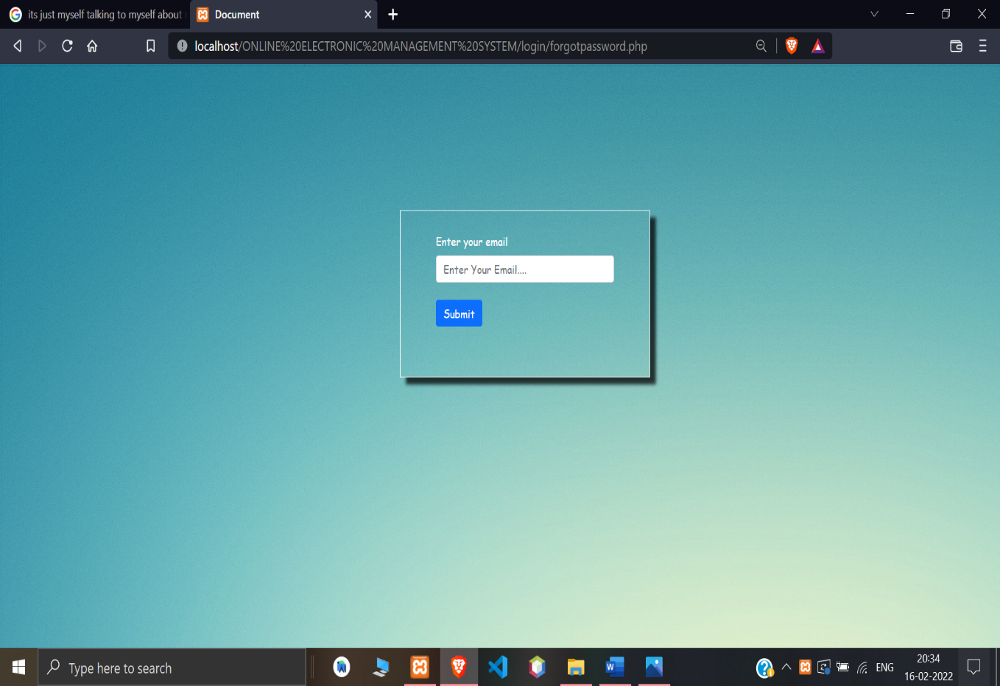 its just myself talking to myself about
Document
localhost/ONLINE%20ELECTRONIC%20MANAGEMENT%20SYSTEM/login/forgotpassword.php
Enter your email
Enter Your Email....
Submit
Type here to search
ENG
20:34
16-02-2022